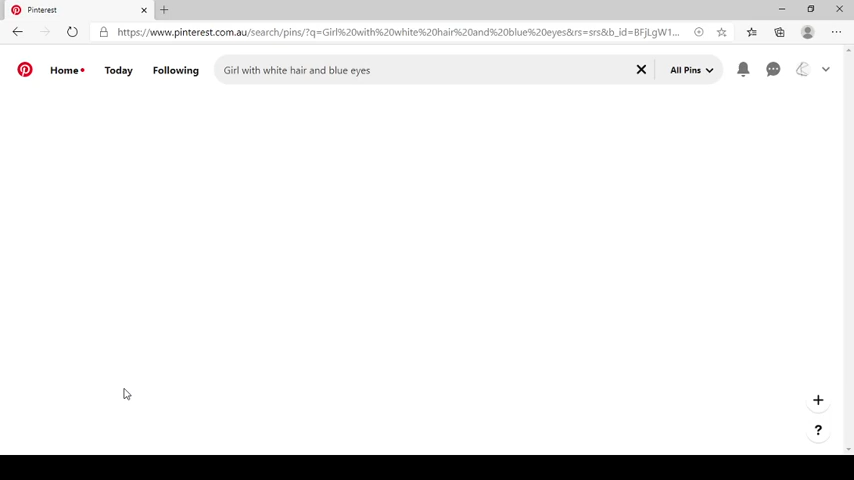 Pinterest
https://www.pinterest.com.au/search/pins/?q=Girl%20with%20white%20hair%20and%20blue%20eyes&rs=srs&b_id=BFjLgW1...
Home Today Following Girl with white hair and blue eyes All Pins
?